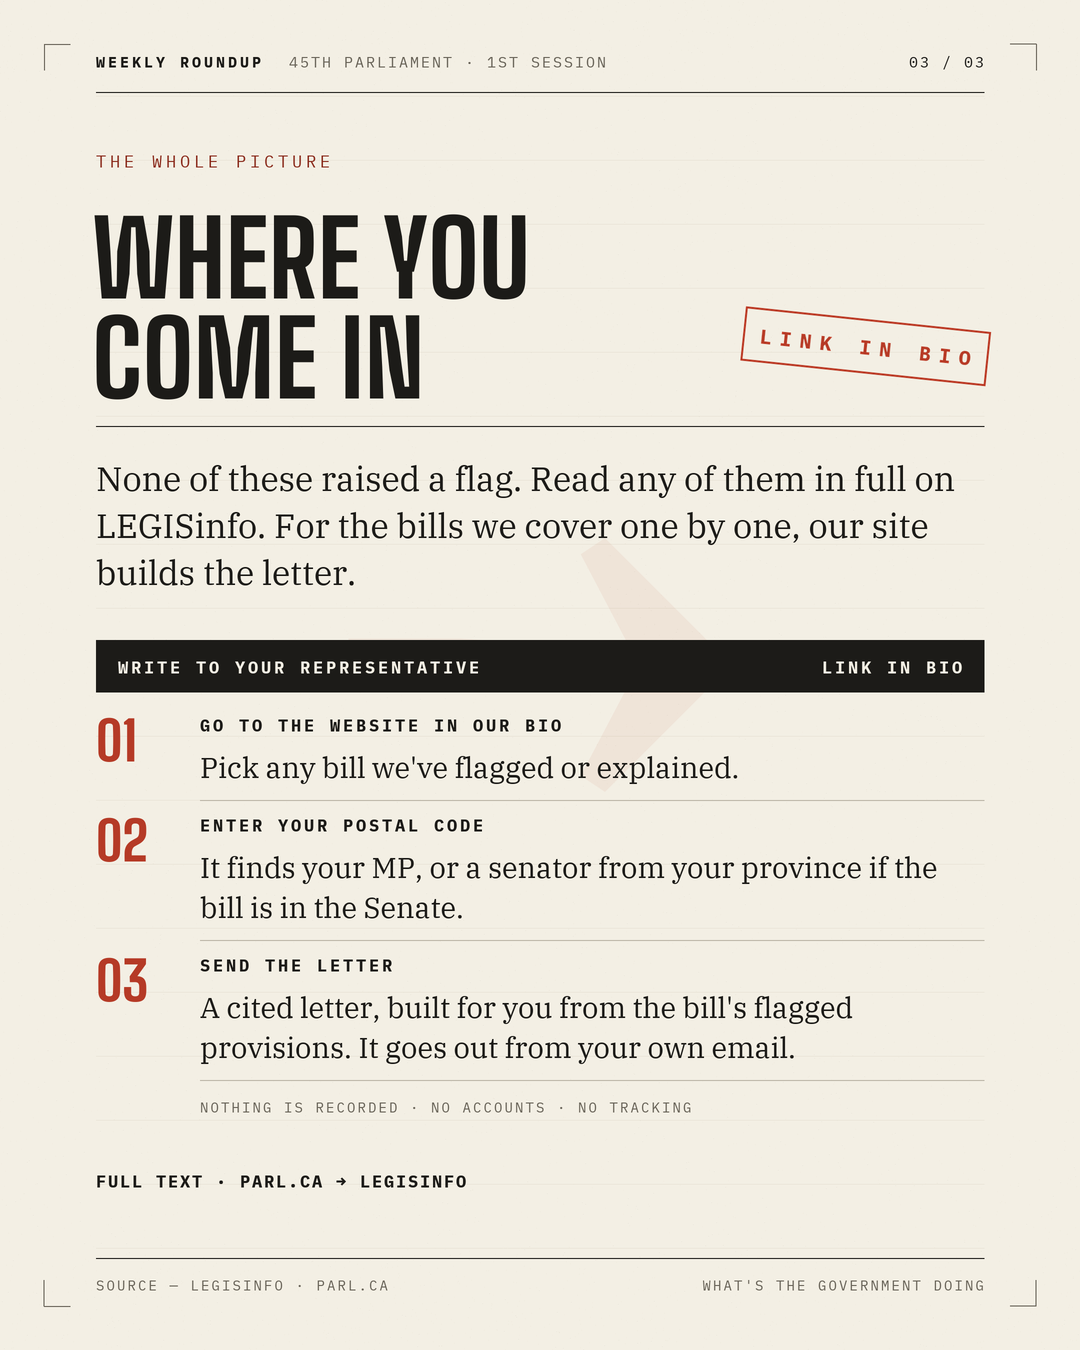 WEEKLY ROUNDUP 45TH PARLIAMENT · 1ST SESSION 03 / 03
THE WHOLE PICTURE
WHERE YOU
COME IN
LINK IN BIO
None of these raised a flag. Read any of them in full on
LEGISinfo. For the bills we cover one by one, our site
builds the letter.
WRITE TO YOUR REPRESENTATIVE LINK IN BIO
01 GO TO THE WEBSITE IN OUR BIO
Pick any bill we've flagged or explained.
02 ENTER YOUR POSTAL CODE
It finds your MP, or a senator from your province if the
bill is in the Senate.
03 SEND THE LETTER
A cited letter, built for you from the bill's flagged
provisions. It goes out from your own email.
NOTHING IS RECORDED · NO ACCOUNTS · NO TRACKING
FULL TEXT · PARL.CA → LEGISINFO
SOURCE — LEGISINFO · PARL.CA WHAT'S THE GOVERNMENT DOING